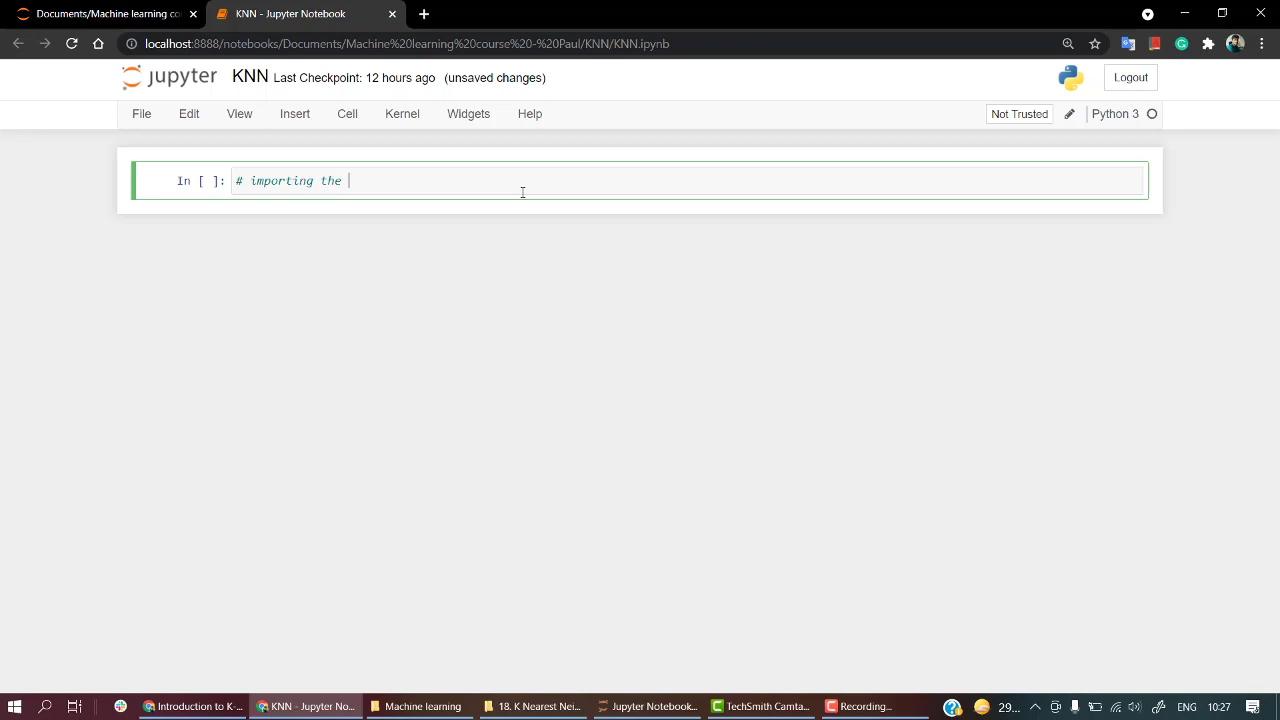 Documents/Machine learning co
KNN - Jupyter Notebook
localhost:8888/notebooks/Documents/Machine%20learning%20course%20-%20Paul/KNN/KNN.ipynb
jupyter KNN Last Checkpoint: 12 hours ago (unsaved changes)
Logout
File Edit View Insert Cell Kernel Widgets Help
Not Trusted Python 3
In [ ]: # importing the
Introduction to K-... KNN - Jupyter No... Machine learning 18. K Nearest Nei... Jupyter Notebook... TechSmith Camta... Recording... 29... ENG 10:27